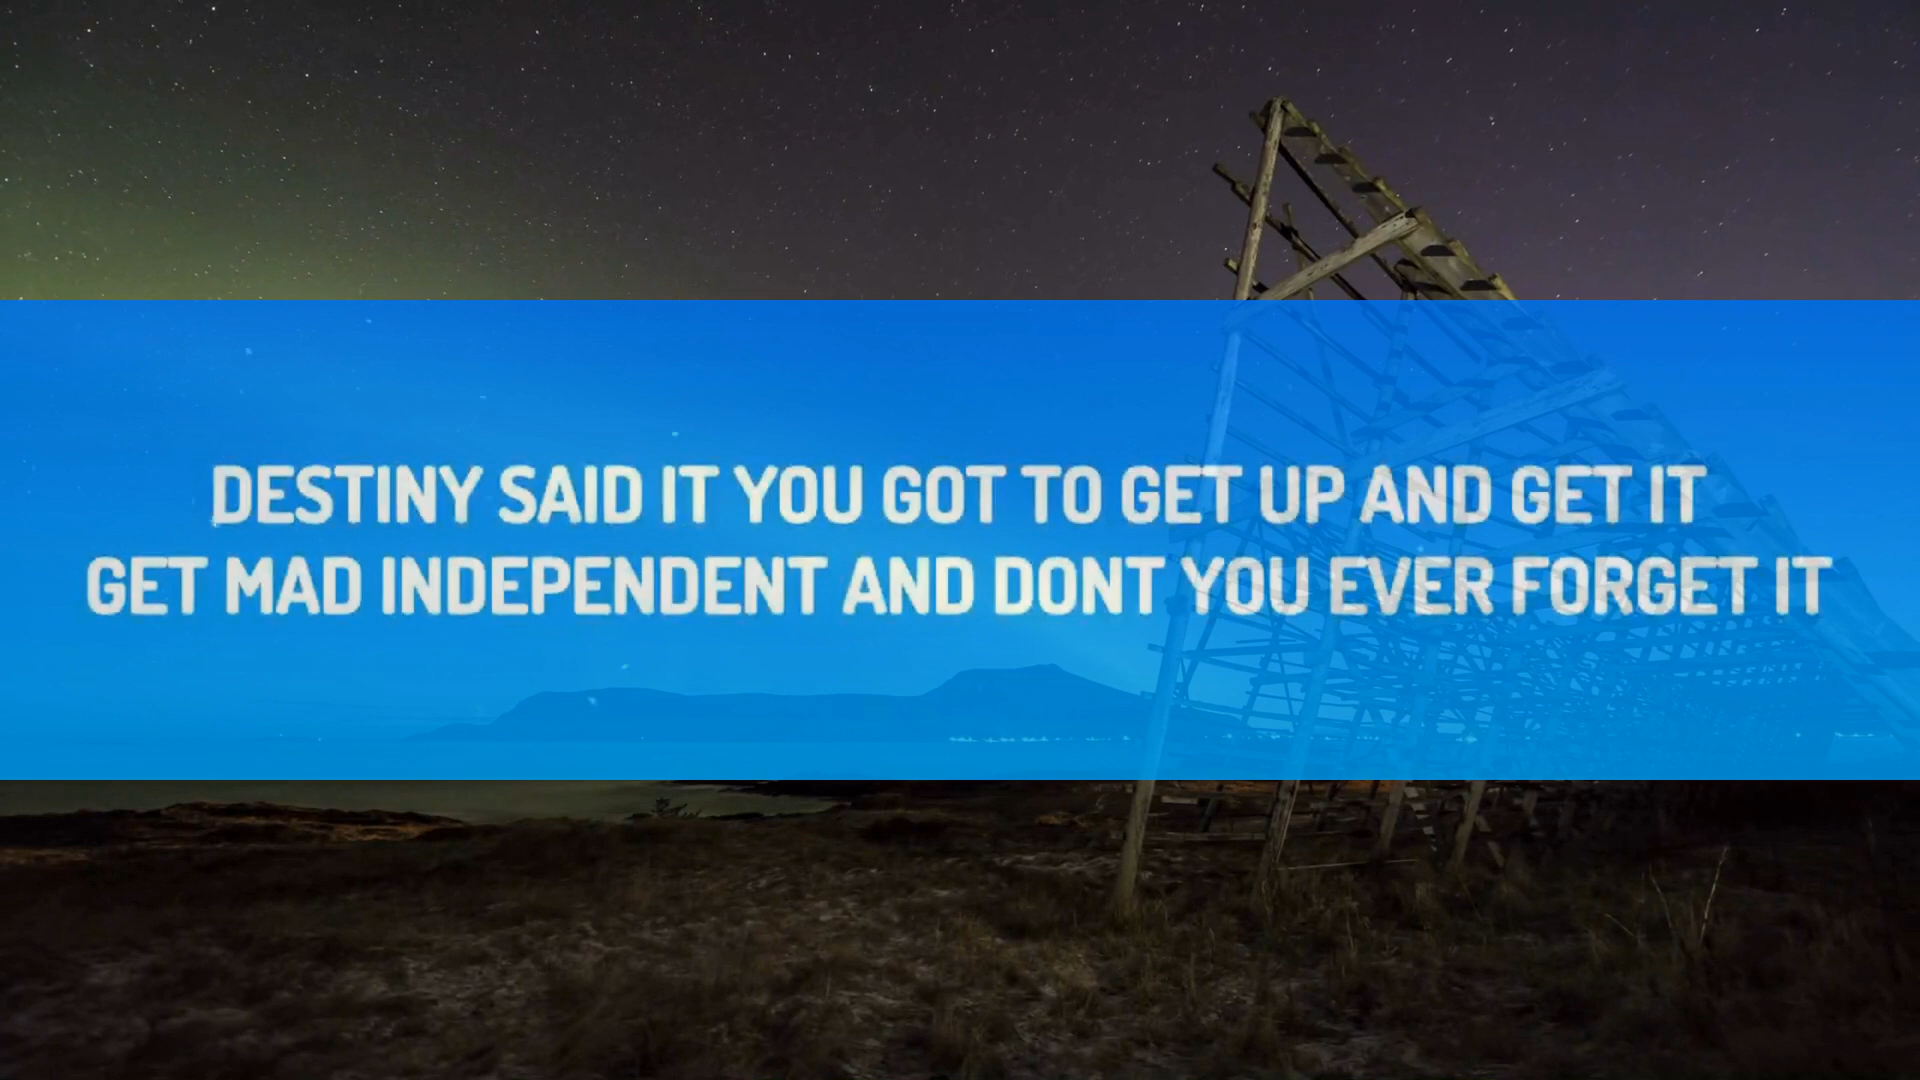 DESTINY SAID IT YOU GOT TO GET UP AND GET IT
GET MAD INDEPENDENT AND DONT YOU EVER FORGET IT